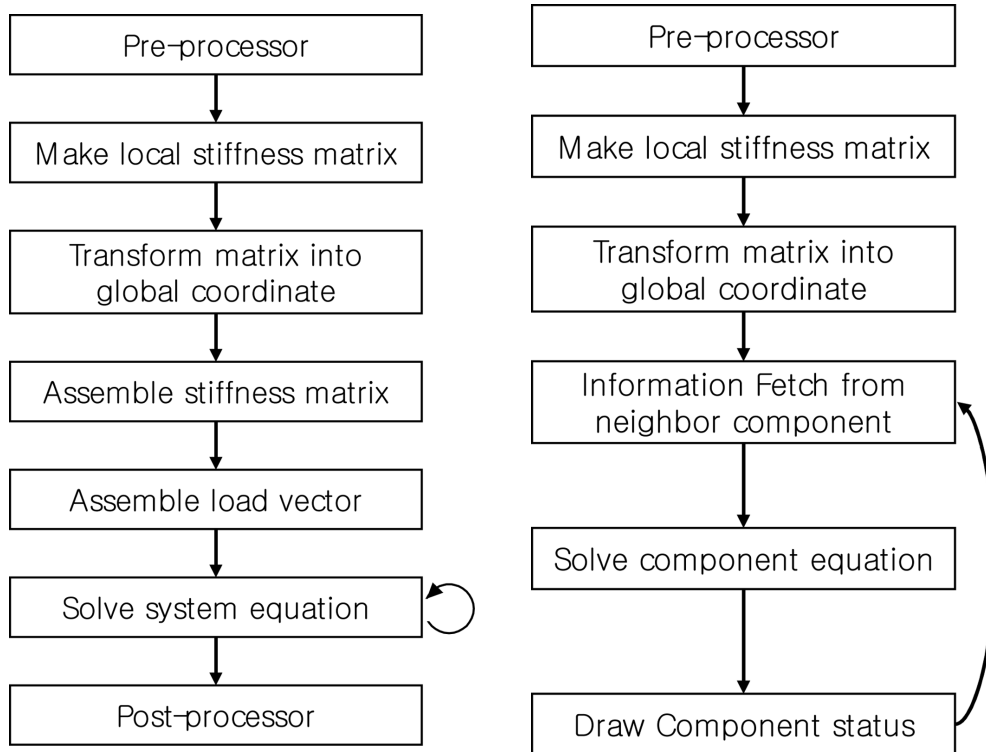 Pre-processor
Make local stiffness matrix
Transform matrix into
global coordinate
Assemble stiffness matrix
Assemble load vector
Solve system equation
Post-processor
Pre-processor
Make local stiffness matrix
Transform matrix into
global coordinate
Information Fetch from
neighbor component
Solve component equation
Draw Component status